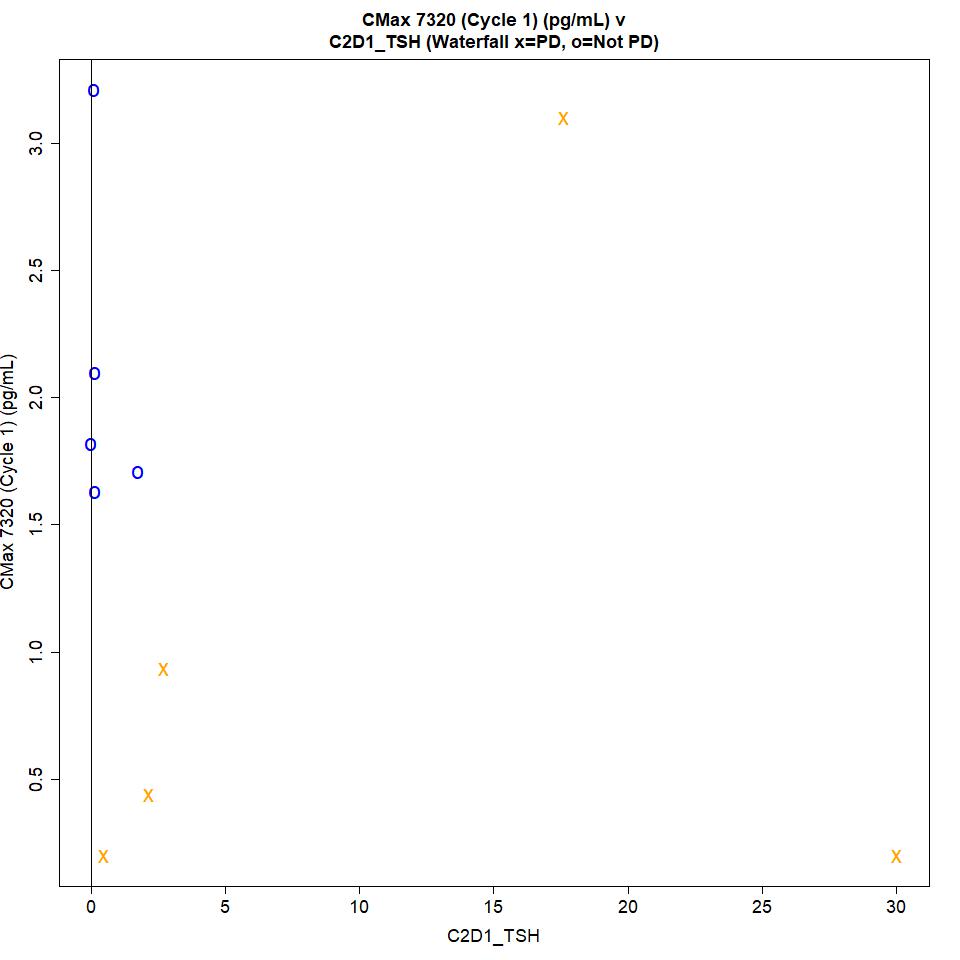 CMax 7320 (Cycle 1) (pg/mL) v
C2D1_TSH (Waterfall x=PD, o=Not PD)
CMax 7320 (Cycle 1) (pg/mL)
3.0
2.5
2.0
1.5
1.0
0.5
O
X
O
O
O
O
X
X
X
X
0 5 10 15 20 25 30
C2D1_TSH